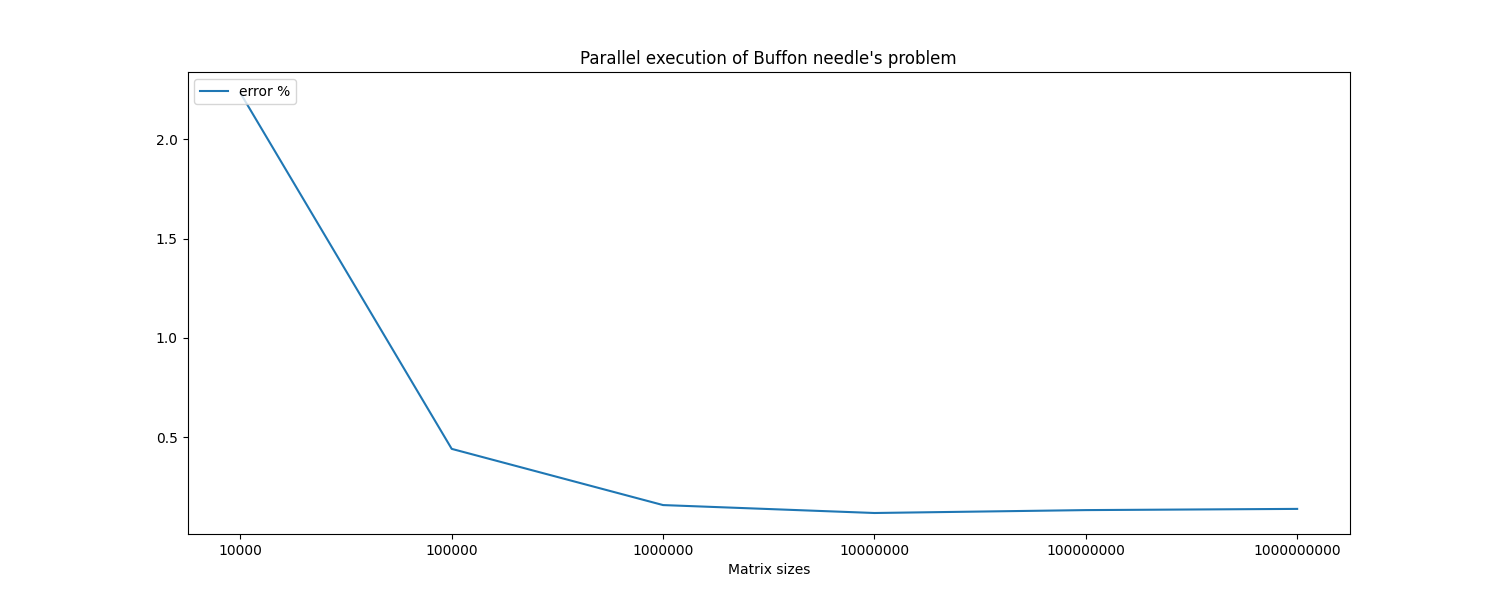 Parallel execution of Buffon needle's problem
error %
2.0
1.5
1.0
0.5
10000 100000 1000000 10000000 100000000 1000000000
Matrix sizes